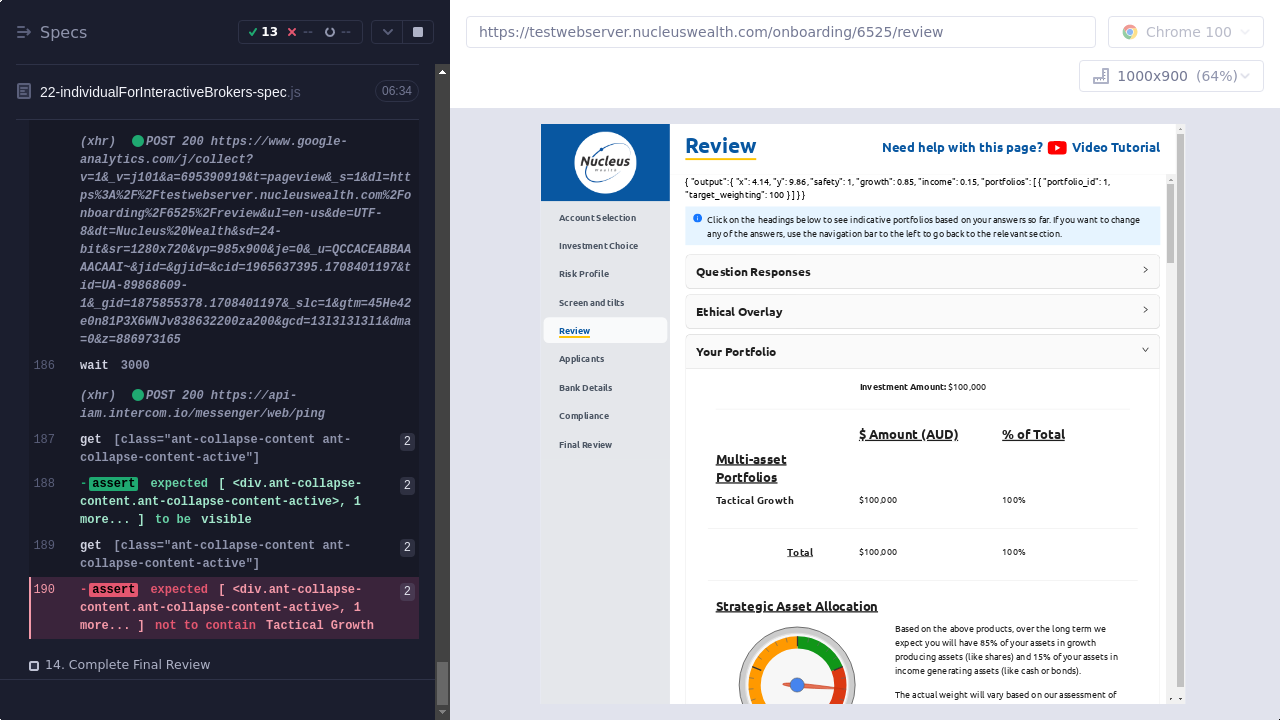 Specs
13
--
--
https://testwebserver.nucleuswealth.com/onboarding/6525/review
Chrome 100
1000x900 (64%)
22-individualForInteractiveBrokers-spec.js
06:34
(xhr) POST 200 https://www.google-
analytics.com/j/collect?
v=1&_v=j101&a=695390919&t=pageview&_s=1&dl=htt
ps%3A%2F%2Ftestwebserver.nucleuswealth.com%2Fo
nboarding%2F6525%2Freview&ul=en-us&de=UTF-
8&dt=Nucleus%20Wealth&sd=24-
bit&sr=1280x720&vp=985x900&je=0&_u=QCCACEABBAA
AACAAI~&jid=&gjid=&cid=1965637395.1708401197&t
id=UA-89868609-
1&_gid=1875855378.1708401197&_slc=1&gtm=45He42
e0n81P3X6WNJv838632200za200&gcd=13l3l3l3l1&dma
=0&z=886973165
186 wait 3000
(xhr) POST 200 https://api-
iam.intercom.io/messenger/web/ping
187 get [class="ant-collapse-content ant-
collapse-content-active"]
2
188 -assert expected [ <div.ant-collapse-
content.ant-collapse-content-active>, 1
more... ] to be visible
2
189 get [class="ant-collapse-content ant-
collapse-content-active"]
2
190 -assert expected [ <div.ant-collapse-
content.ant-collapse-content-active>, 1
more... ] not to contain Tactical Growth
2
14. Complete Final Review
Nucleus
Wealth
Account Selection
Investment Choice
Risk Profile
Screen and tilts
Review
Applicants
Bank Details
Compliance
Final Review
Review
Need help with this page? Video Tutorial
{ "output": { "x": 4.14, "y": 9.86, "safety": 1, "growth": 0.85, "income": 0.15, "portfolios": [ { "portfolio_id": 1,
"target_weighting": 100 } ] } }
Click on the headings below to see indicative portfolios based on your answers so far. If you want to change
any of the answers, use the navigation bar to the left to go back to the relevant section.
Question Responses
Ethical Overlay
Your Portfolio
Investment Amount: $100,000
$ Amount (AUD) % of Total
Multi-asset
Portfolios
Tactical Growth $100,000 100%
Total $100,000 100%
Strategic Asset Allocation
Based on the above products, over the long term we
expect you will have 85% of your assets in growth
producing assets (like shares) and 15% of your assets in
income generating assets (like cash or bonds).
The actual weight will vary based on our assessment of